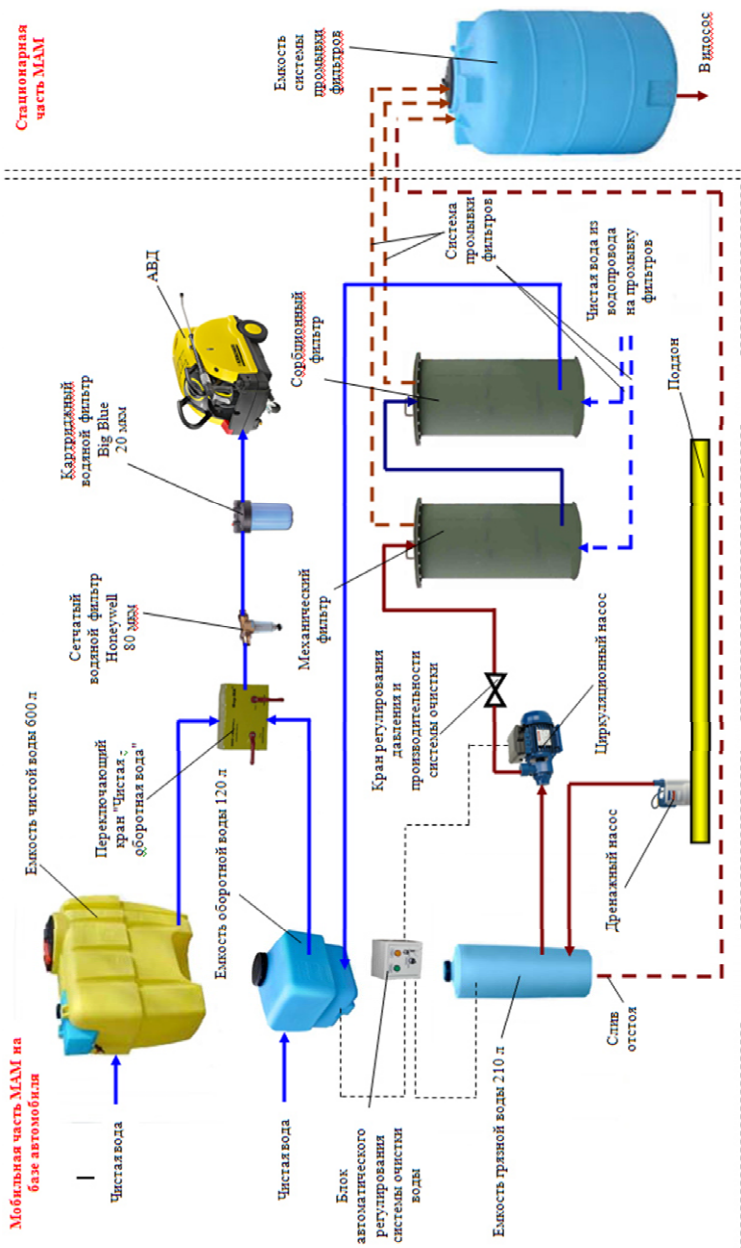 Мобильная часть МАМ на
базе автомобиля
Стационарная
часть МАМ
Чистая вода
Емкость чистой воды 600 л
Переключающий
кран "Чистая :
оборотная вода"
Сетчатый
водяной фильтр
Honeywell
80 мкм
Картриджный
водяной фильтр
Big Blue
20 мкм
АВД
Емкость
системы
промывки
фильтров
В илосос
Чистая вода
Емкость оборотной воды 120 л
Механический
фильтр
Сорбционный
фильтр
Система
промывки
фильтров
Блок
автоматического
регулирования
системы очистки
воды
Кран регулирования
давления и
производительности
системы очистки
Циркуляционный насос
Чистая вода из
водопровода
на промывку
фильтров
Емкость грязной воды 210 л
Слив
отстоя
Дренажный насос
Поддон